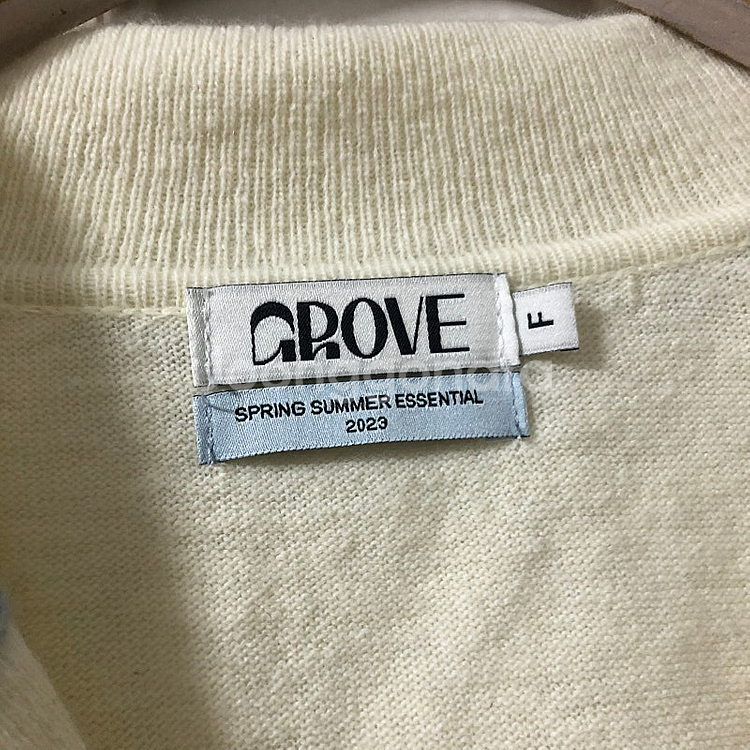 GROVE
F
SPRING SUMMER ESSENTIAL
2023